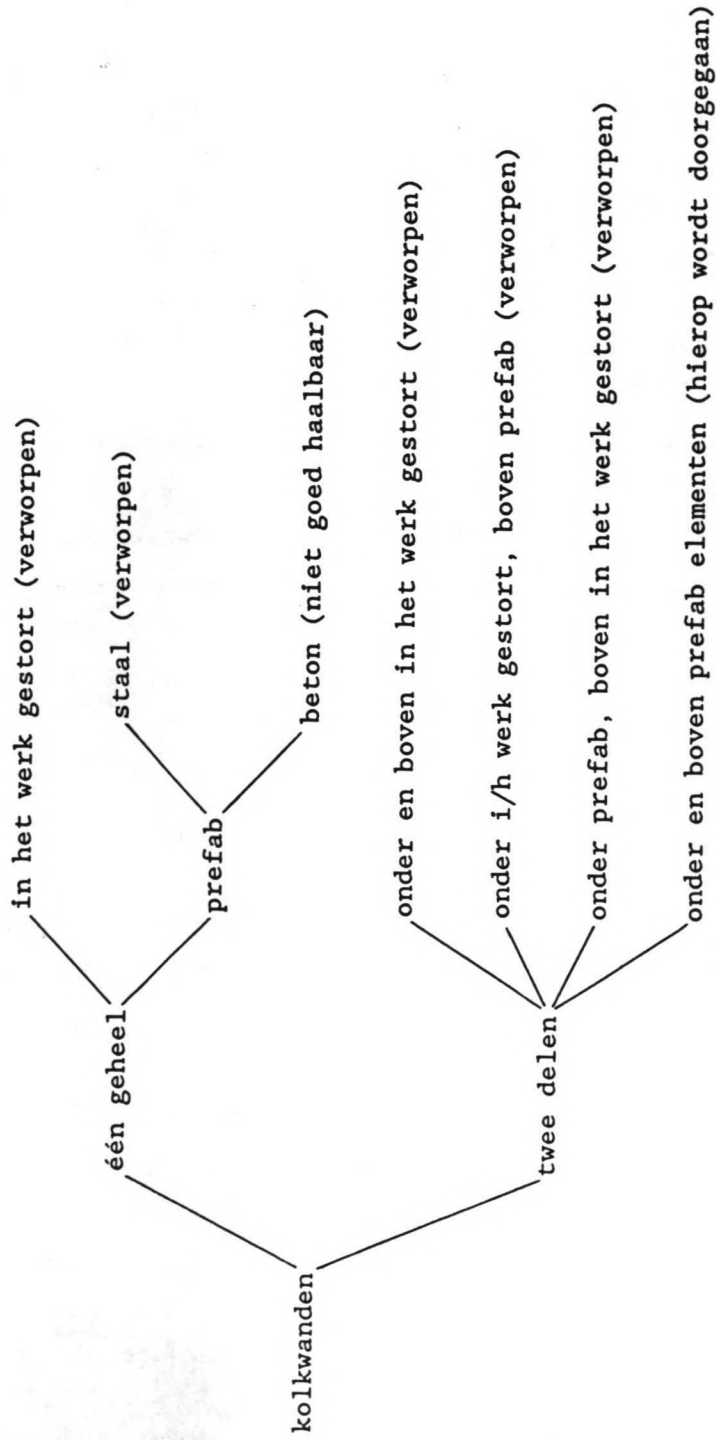 kolkwanden
één geheel
in het werk gestort (verworpen)
prefab
staal (verworpen)
beton (niet goed haalbaar)
twee delen
onder en boven in het werk gestort (verworpen)
onder i/h werk gestort, boven prefab (verworpen)
onder prefab, boven in het werk gestort (verworpen)
onder en boven prefab elementen (hierop wordt doorgegaan)